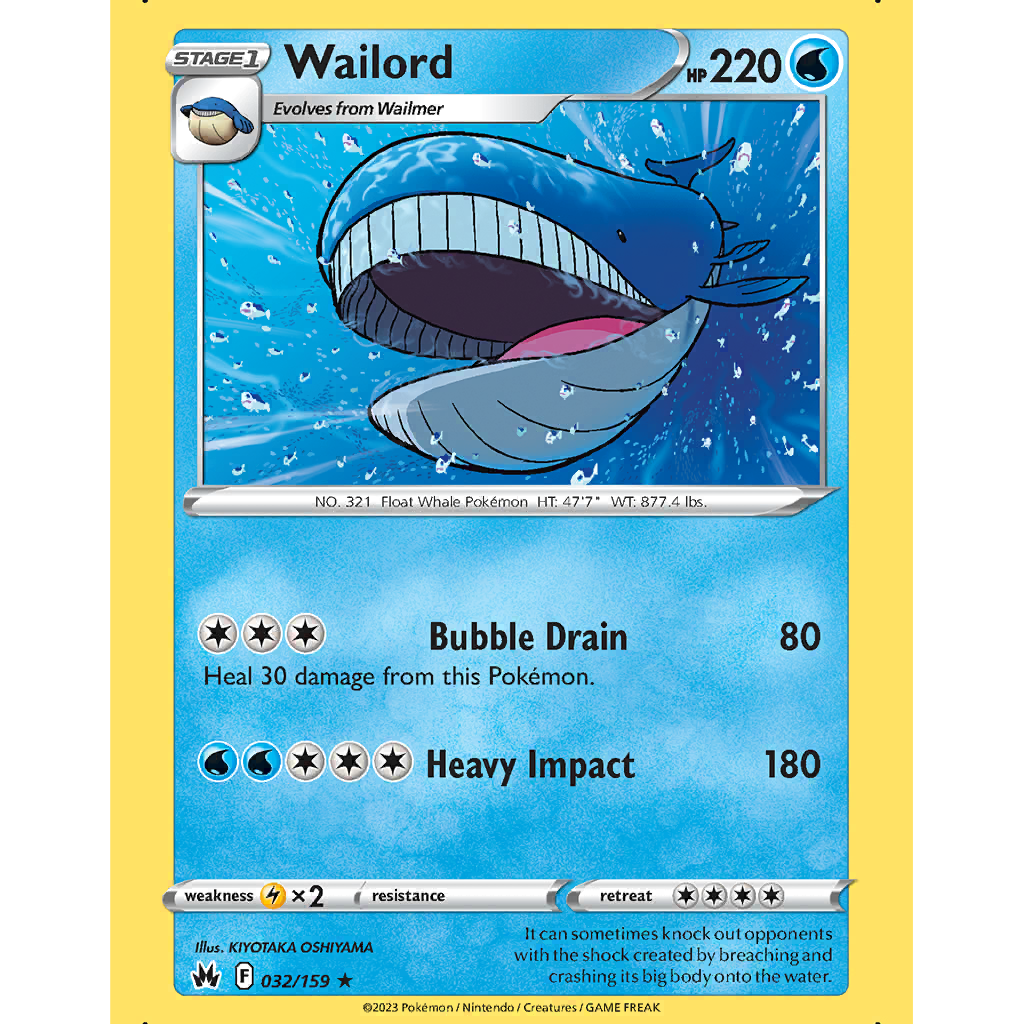 STAGE1 Wailord HP 220
Evolves from Wailmer
NO. 321 Float Whale Pokémon HT: 47'7" WT: 877.4 lbs.
Bubble Drain 80
Heal 30 damage from this Pokémon.
Heavy Impact 180
weakness ×2 resistance retreat
Illus. KIYOTAKA OSHIYAMA
It can sometimes knock out opponents
with the shock created by breaching and
crashing its big body onto the water.
F 032/159 ★
©2023 Pokémon / Nintendo / Creatures / GAME FREAK